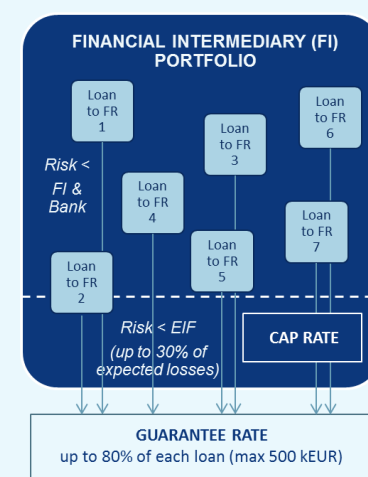 FINANCIAL INTERMEDIARY (FI)
PORTFOLIO
Loan
to FR
1
Loan
to FR
6
Loan
to FR
3
Risk <
FI &
Bank
Loan
to FR
4
Loan
to FR
7
Loan
to FR
5
Loan
to FR
2
Risk < EIF
(up to 30% of
expected losses)
CAP RATE
GUARANTEE RATE
up to 80% of each loan (max 500 kEUR)